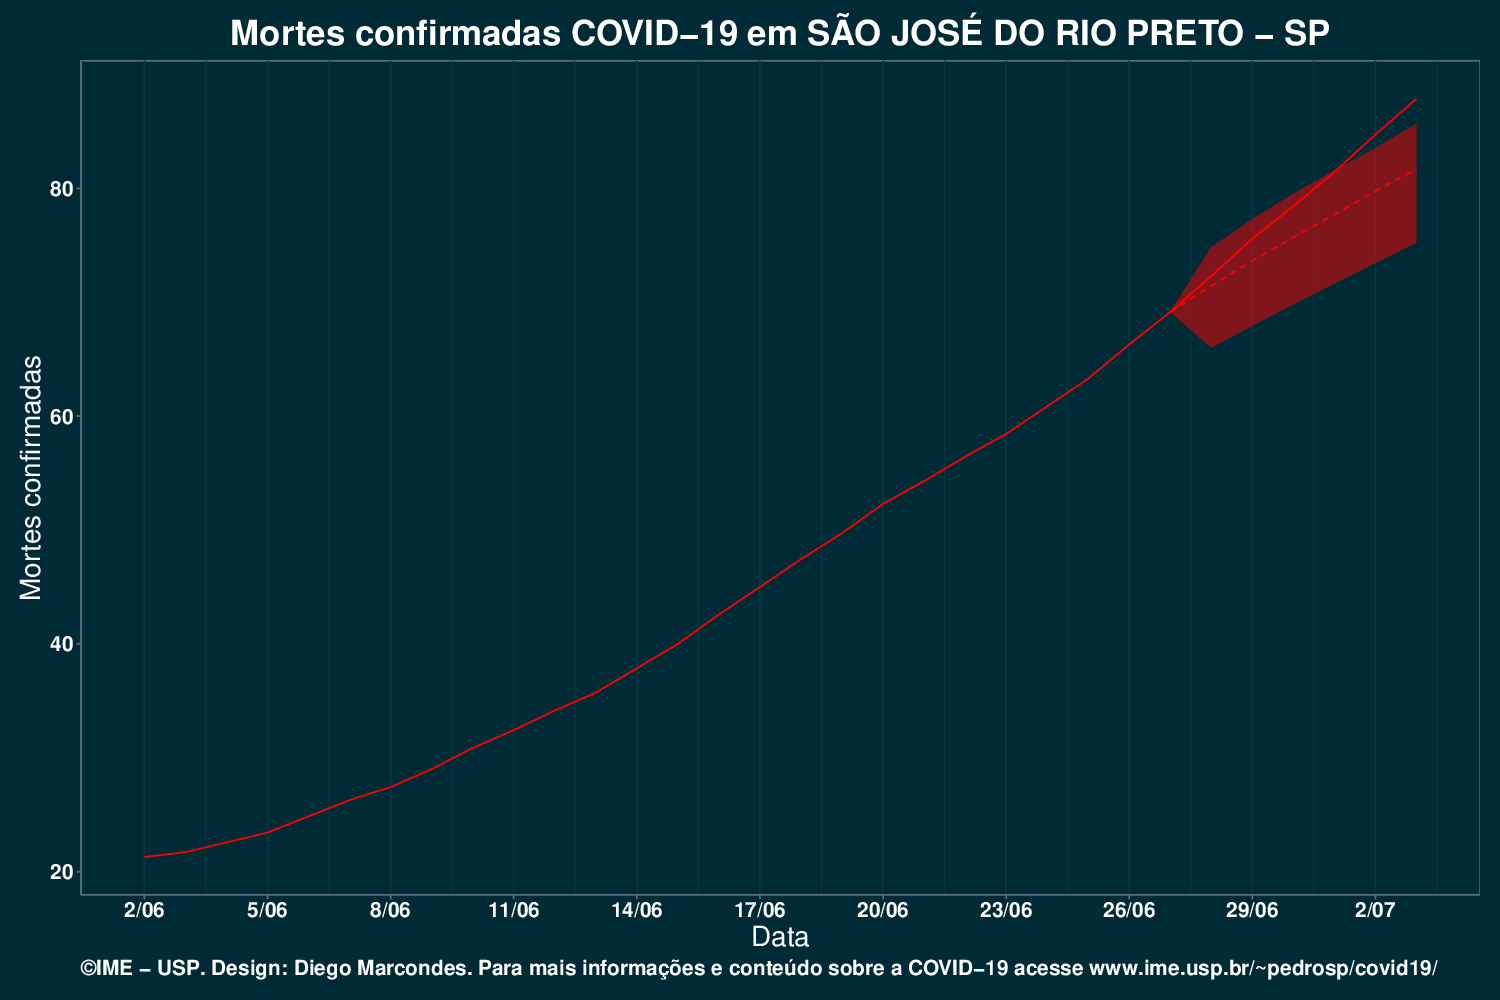 Mortes confirmadas COVID−19 em SÃO JOSÉ DO RIO PRETO − SP
Mortes confirmadas
80
60
40
20
2/06 5/06 8/06 11/06 14/06 17/06 20/06 23/06 26/06 29/06 2/07
Data
©IME − USP. Design: Diego Marcondes. Para mais informações e conteúdo sobre a COVID−19 acesse www.ime.usp.br/~pedrosp/covid19/